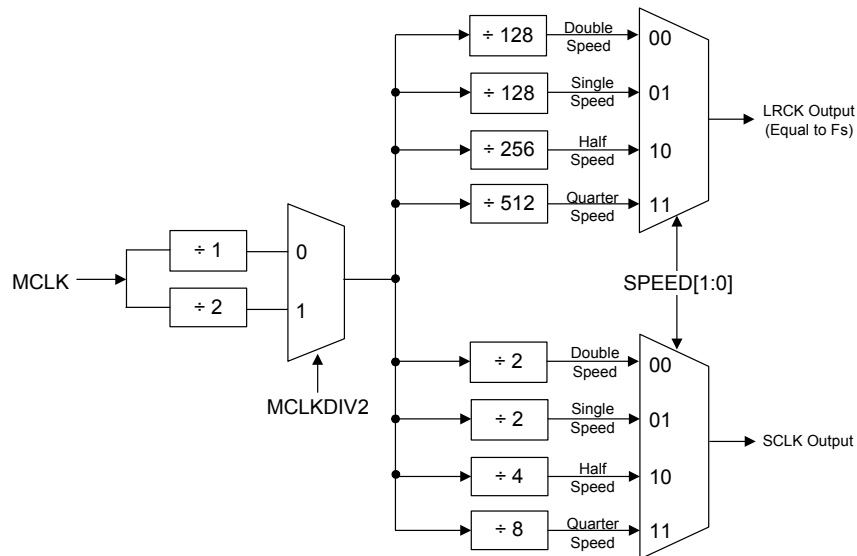 ÷ 128
Double
Speed
00
÷ 128
Single
Speed
01
÷ 256
Half
Speed
10
÷ 512
Quarter
Speed
11
LRCK Output
(Equal to Fs)
MCLK
÷ 1
0
÷ 2
1
MCLKDIV2
SPEED[1:0]
÷ 2
Double
Speed
00
÷ 2
Single
Speed
01
÷ 4
Half
Speed
10
÷ 8
Quarter
Speed
11
SCLK Output